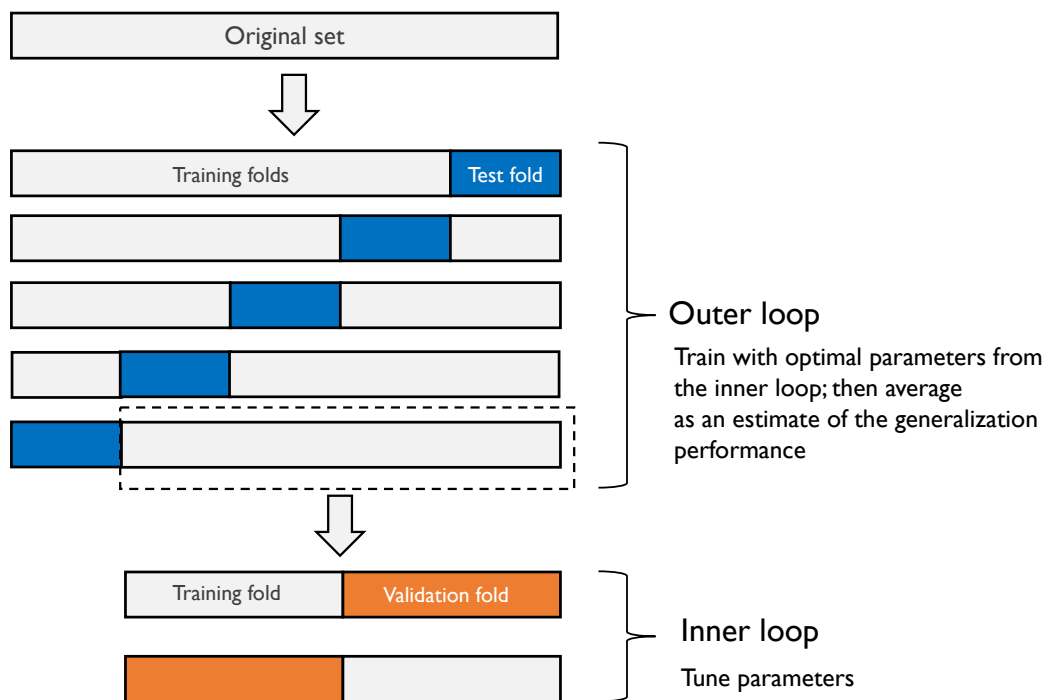 Original set
Training folds
Test fold
Outer loop
Train with optimal parameters from
the inner loop; then average
as an estimate of the generalization
performance
Training fold
Validation fold
Inner loop
Tune parameters